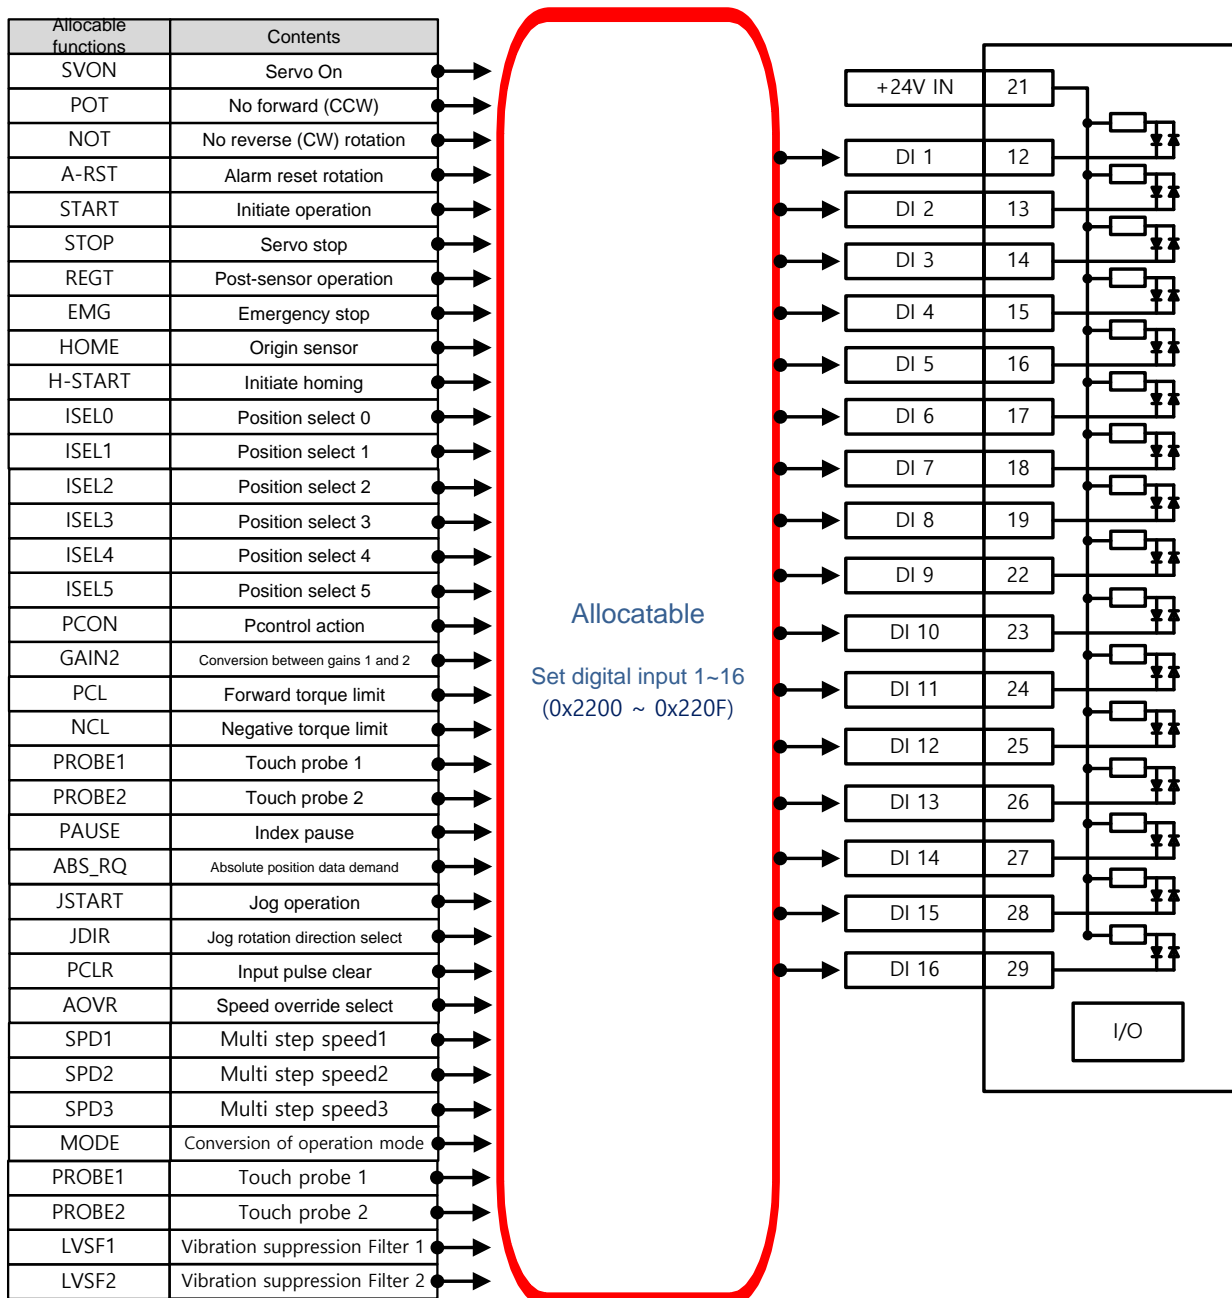 Allocable functions Contents
SVON Servo On
POT No forward (CCW)
NOT No reverse (CW) rotation
A-RST Alarm reset rotation
START Initiate operation
STOP Servo stop
REGT Post-sensor operation
EMG Emergency stop
HOME Origin sensor
H-START Initiate homing
ISEL0 Position select 0
ISEL1 Position select 1
ISEL2 Position select 2
ISEL3 Position select 3
ISEL4 Position select 4
ISEL5 Position select 5
PCON Pcontrol action
GAIN2 Conversion between gains 1 and 2
PCL Forward torque limit
NCL Negative torque limit
PROBE1 Touch probe 1
PROBE2 Touch probe 2
PAUSE Index pause
ABS_RQ Absolute position data demand
JSTART Jog operation
JDIR Jog rotation direction select
PCLR Input pulse clear
AOVR Speed override select
SPD1 Multi step speed1
SPD2 Multi step speed2
SPD3 Multi step speed3
MODE Conversion of operation mode
PROBE1 Touch probe 1
PROBE2 Touch probe 2
LVSF1 Vibration suppression Filter 1
LVSF2 Vibration suppression Filter 2
Allocatable
Set digital input 1~16
(0x2200 ~ 0x220F)
+24V IN 21
DI 1 12
DI 2 13
DI 3 14
DI 4 15
DI 5 16
DI 6 17
DI 7 18
DI 8 19
DI 9 22
DI 10 23
DI 11 24
DI 12 25
DI 13 26
DI 14 27
DI 15 28
DI 16 29
I/O